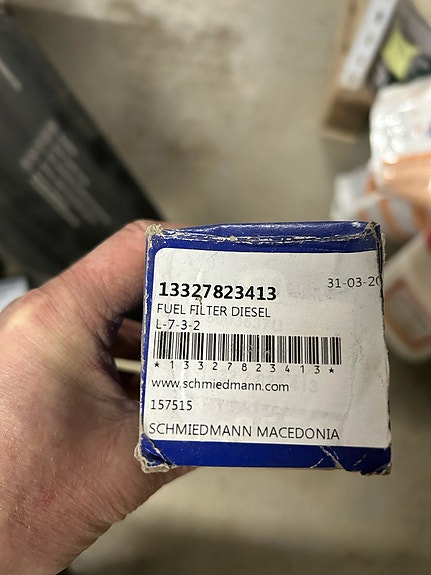 31-03-20
13327823413
FUEL FILTER DIESEL
L-7-3-2
*13327823413*
www.schmiedmann.com
157515
SCHMIEDMANN MACEDONIA